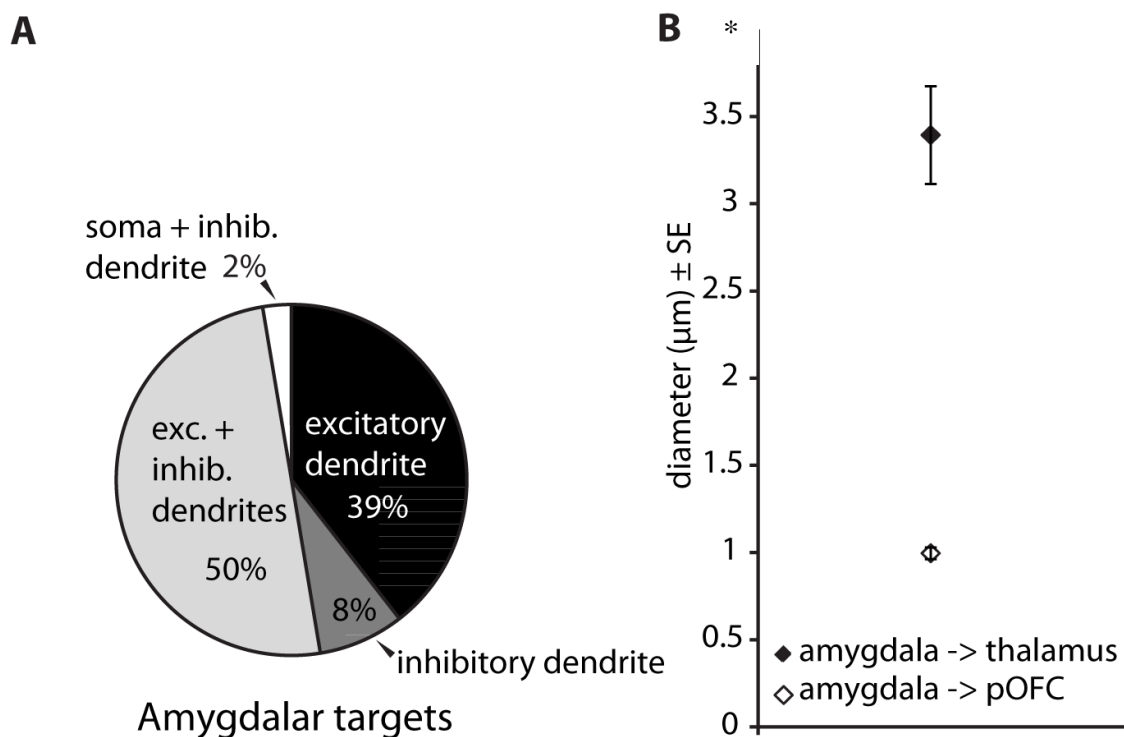 A
soma + inhib.
dendrite 2%
excitatory
dendrite
39%
exc. +
inhib.
dendrites
50%
8%
inhibitory dendrite
Amygdalar targets
B
*
diameter (μm) ± SE
3.5
3
2.5
2
1.5
1
0.5
0
amygdala -> thalamus
amygdala -> pOFC